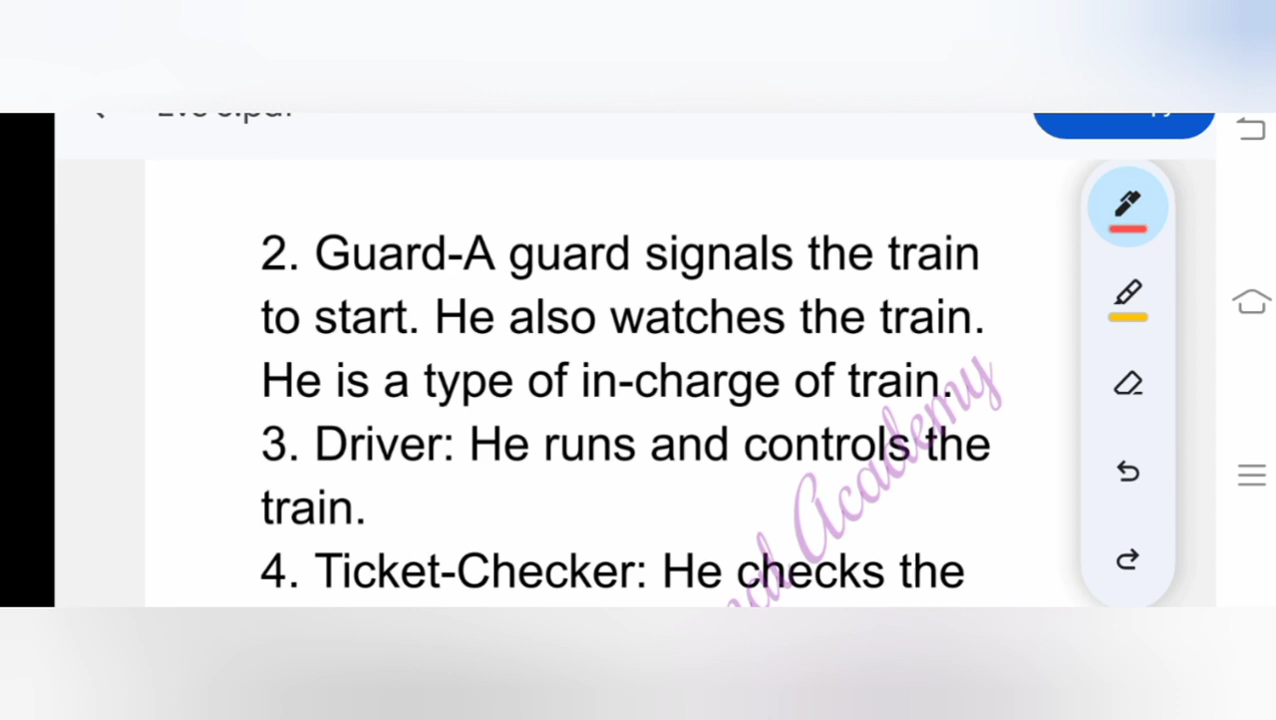 2. Guard-A guard signals the train
to start. He also watches the train.
He is a type of in-charge of train.
3. Driver: He runs and controls the
train.
4. Ticket-Checker: He checks the
Academy